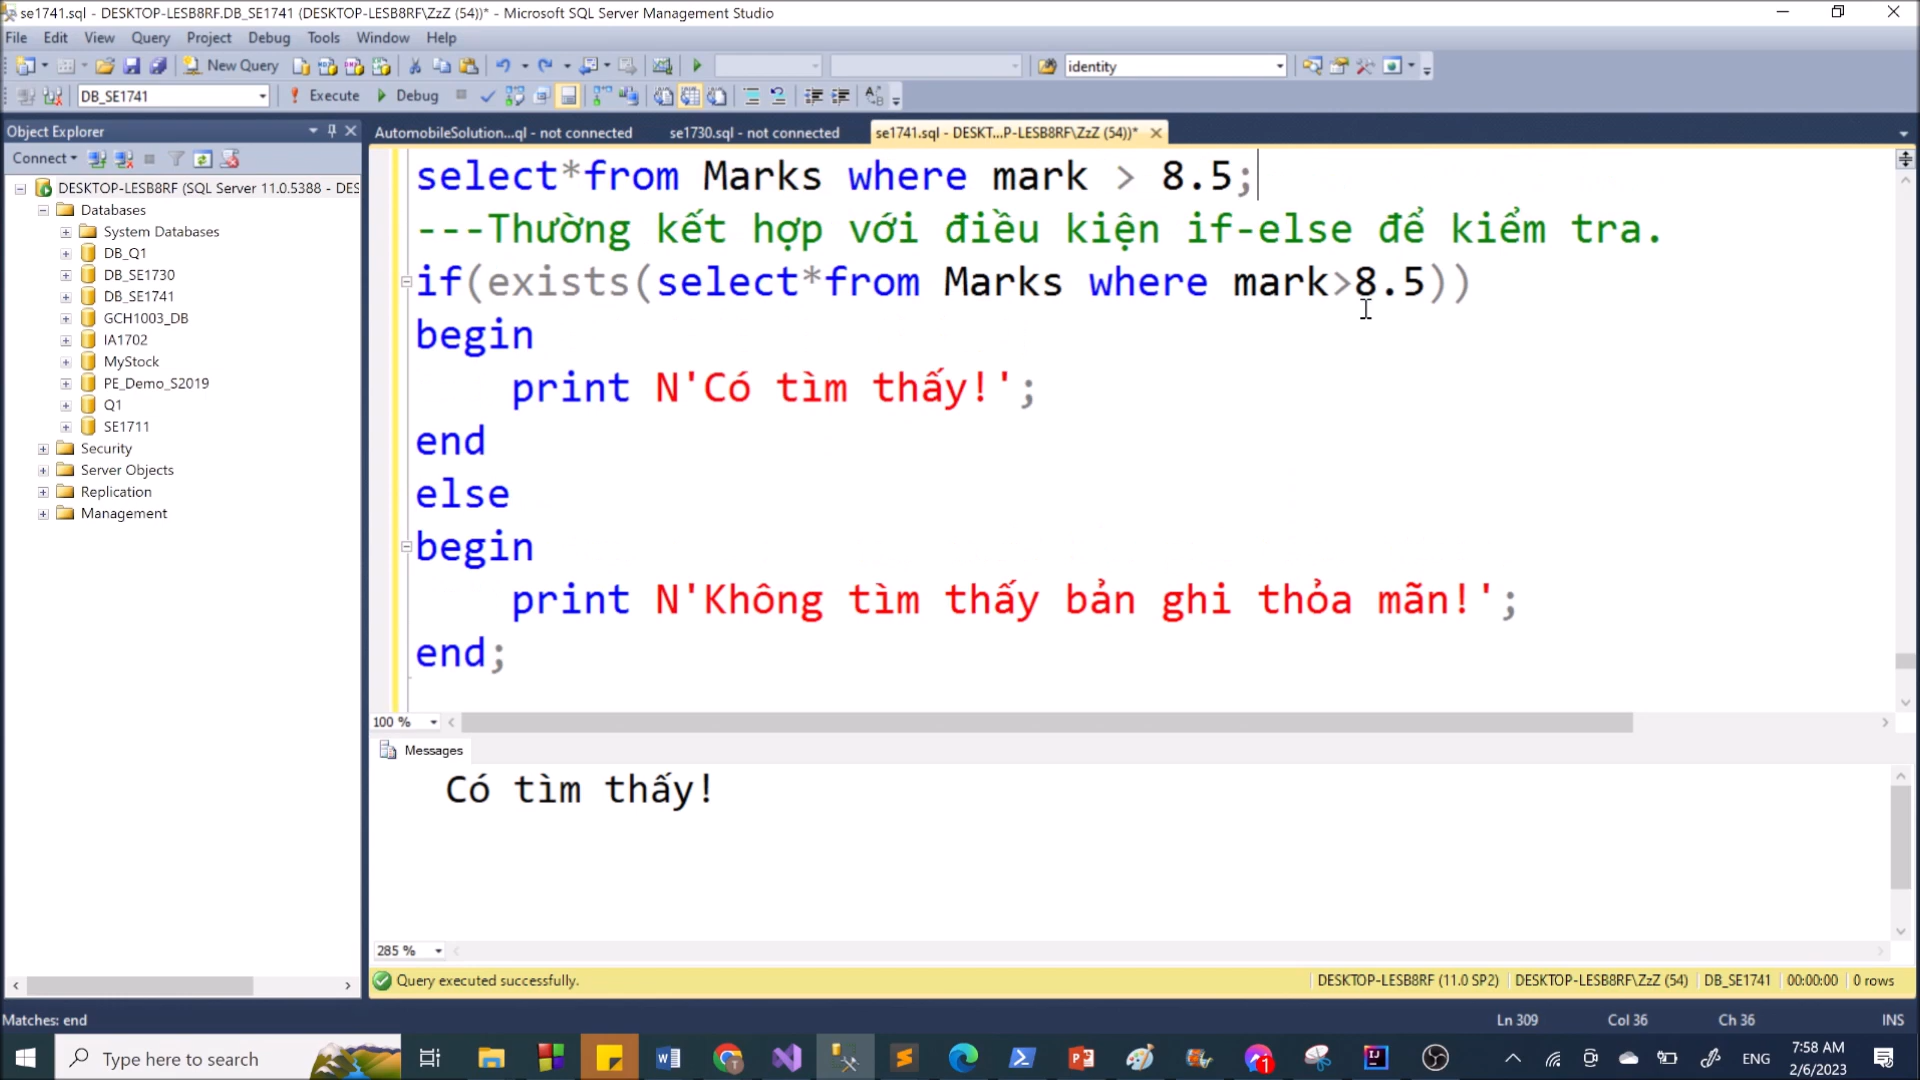 se1741.sql - DESKTOP-LESB8RF.DB_SE1741 (DESKTOP-LESB8RF\ZzZ (54))* - Microsoft SQL Server Management Studio
File Edit View Query Project Debug Tools Window Help
New Query identity
DB_SE1741 Execute Debug
Object Explorer
AutomobileSolution...ql - not connected se1730.sql - not connected se1741.sql - DESKT...P-LESB8RF\ZzZ (54))*
Connect
DESKTOP-LESB8RF (SQL Server 11.0.5388 - DES
Databases
System Databases
DB_Q1
DB_SE1730
DB_SE1741
GCH1003_DB
IA1702
MyStock
PE_Demo_S2019
Q1
SE1711
Security
Server Objects
Replication
Management
select*from Marks where mark > 8.5;
---Thường kết hợp với điều kiện if-else để kiểm tra.
if(exists(select*from Marks where mark>8.5))
begin
print N'Có tìm thấy!';
end
else
begin
print N'Không tìm thấy bản ghi thỏa mãn!';
end;
100 %
Messages
Có tìm thấy!
285 %
Query executed successfully. DESKTOP-LESB8RF (11.0 SP2) DESKTOP-LESB8RF\ZzZ (54) DB_SE1741 00:00:00 0 rows
Matches: end Ln 309 Col 36 Ch 36 INS
Type here to search ENG 7:58 AM
2/6/2023